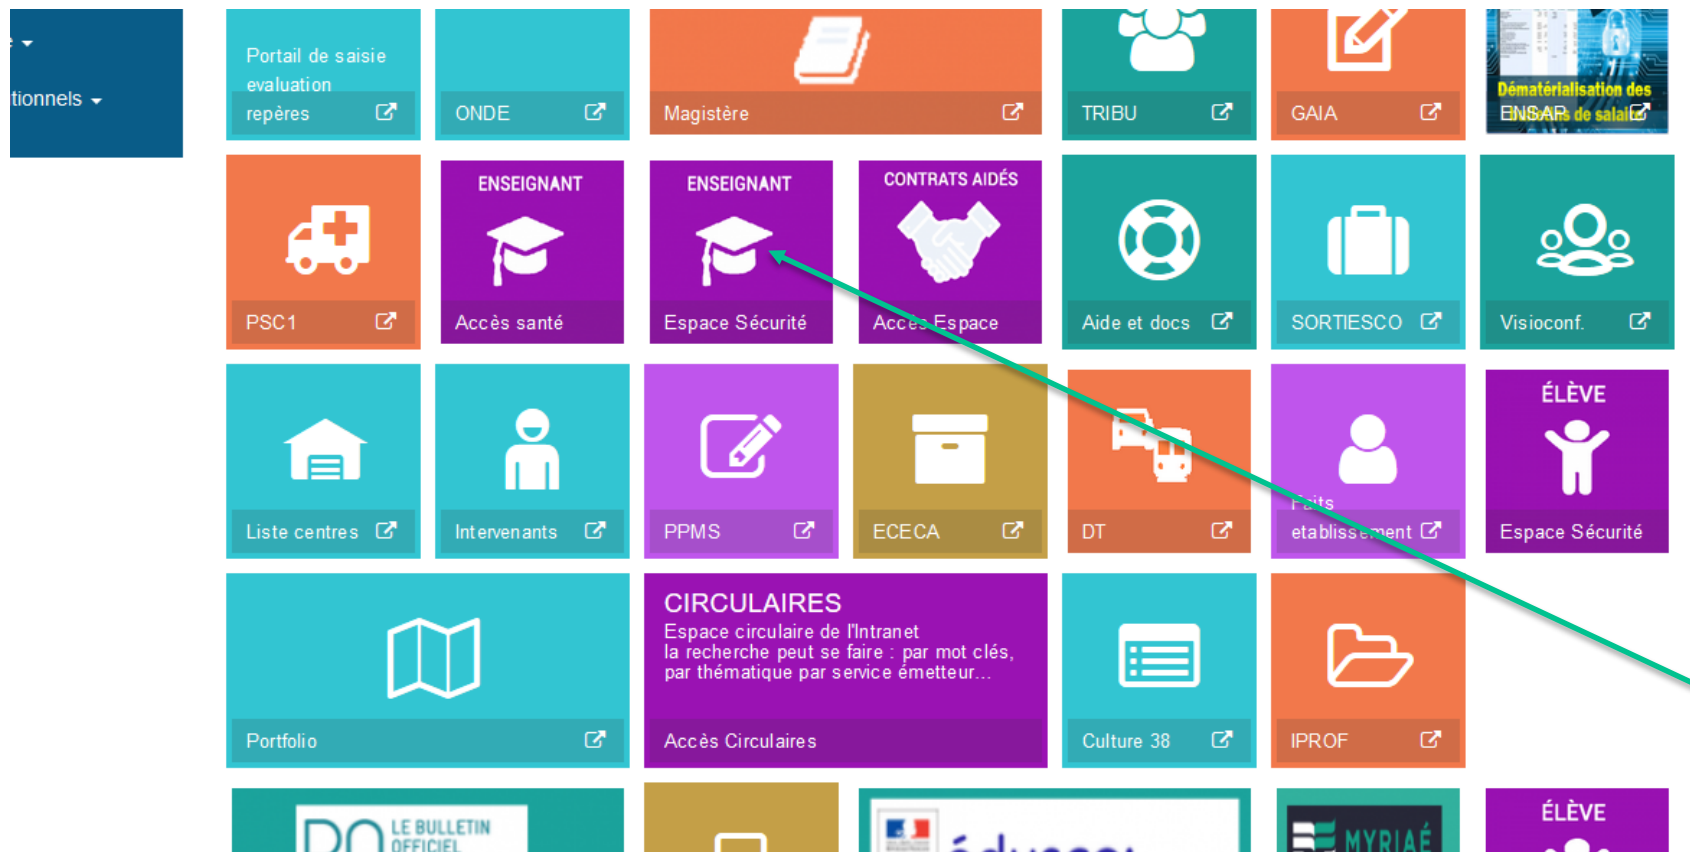 tionnels
Portail de saisie
evaluation
repères
ONDE
Magistère
TRIBU
GAIA
Dématérialisation des
bulletins de salaire
ENSAP
PSC1
ENSEIGNANT
Accès santé
ENSEIGNANT
Espace Sécurité
CONTRATS AIDÉS
Accès Espace
Aide et docs
SORTIESCO
Visioconf.
Liste centres
Intervenants
PPMS
ECECA
DT
Faits
etablissement
ÉLÈVE
Espace Sécurité
Portfolio
CIRCULAIRES
Espace circulaire de l'Intranet
la recherche peut se faire : par mot clés,
par thématique par service émetteur...
Accès Circulaires
Culture 38
IPROF
LE BULLETIN
OFFICIEL
MYRIAÉ
ÉLÈVE